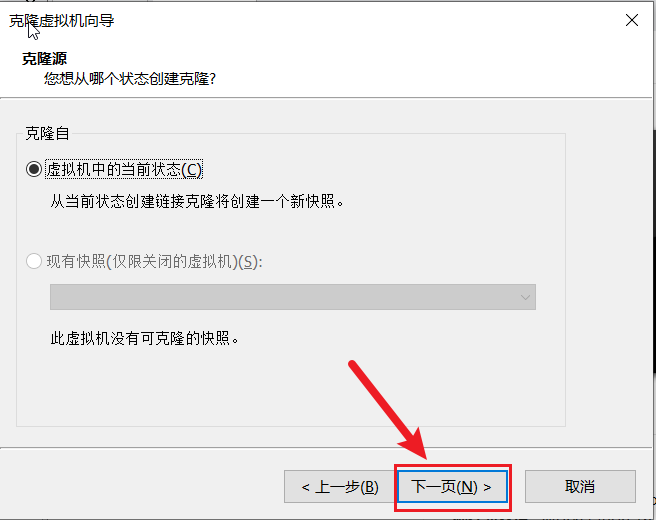 克隆虚拟机向导
克隆源
您想从哪个状态创建克隆?
克隆自
虚拟机中的当前状态(C)
从当前状态创建链接克隆将创建一个新快照。
现有快照(仅限关闭的虚拟机)(S):
此虚拟机没有可克隆的快照。
< 上一步(B) 下一页(N) > 取消